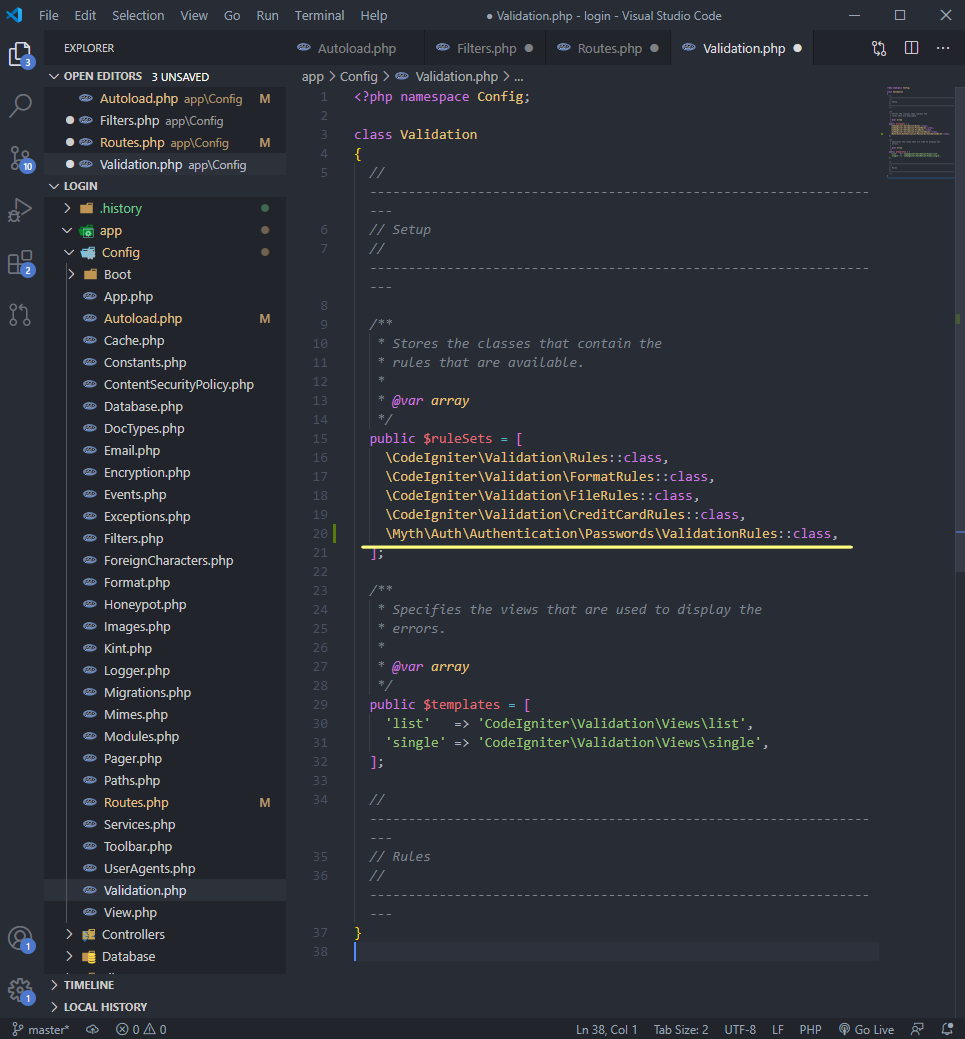 File Edit Selection View Go Run Terminal Help
● Validation.php - login - Visual Studio Code
EXPLORER
OPEN EDITORS 3 UNSAVED
Autoload.php app\Config M
Filters.php app\Config
Routes.php app\Config M
Validation.php app\Config
LOGIN
.history
app
Config
Boot
App.php
Autoload.php M
Cache.php
Constants.php
ContentSecurityPolicy.php
Database.php
DocTypes.php
Email.php
Encryption.php
Events.php
Exceptions.php
Filters.php
ForeignCharacters.php
Format.php
Honeypot.php
Images.php
Kint.php
Logger.php
Migrations.php
Mimes.php
Modules.php
Pager.php
Paths.php
Routes.php M
Services.php
Toolbar.php
UserAgents.php
Validation.php
View.php
Controllers
Database
TIMELINE
LOCAL HISTORY
3
10
2
1
1
Autoload.php Filters.php Routes.php Validation.php
app > Config > Validation.php > ...
1 <?php namespace Config;
2
3 class Validation
4 {
5 //
-----------------------------------------------------------------
---
6 // Setup
7 //
-----------------------------------------------------------------
---
8
9 /**
10 * Stores the classes that contain the
11 * rules that are available.
12 *
13 * @var array
14 */
15 public $ruleSets = [
16 \CodeIgniter\Validation\Rules::class,
17 \CodeIgniter\Validation\FormatRules::class,
18 \CodeIgniter\Validation\FileRules::class,
19 \CodeIgniter\Validation\CreditCardRules::class,
20 \Myth\Auth\Authentication\Passwords\ValidationRules::class,
21 ];
22
23 /**
24 * Specifies the views that are used to display the
25 * errors.
26 *
27 * @var array
28 */
29 public $templates = [
30 'list' => 'CodeIgniter\Validation\Views\list',
31 'single' => 'CodeIgniter\Validation\Views\single',
32 ];
33
34 //
-----------------------------------------------------------------
---
35 // Rules
36 //
-----------------------------------------------------------------
---
37 }
38
master* 0 0 Ln 38, Col 1 Tab Size: 2 UTF-8 LF PHP Go Live